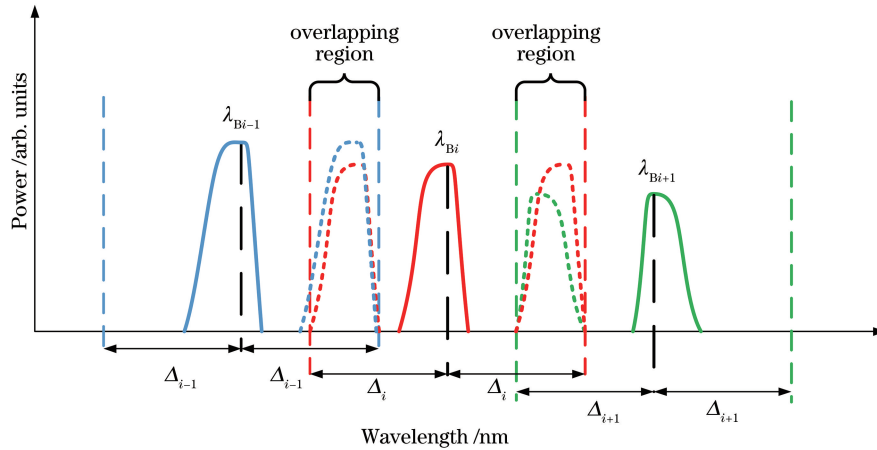 overlapping
region
overlapping
region
λBi−1
λBi
λBi+1
Power /arb. units
Δi−1
Δi−1
Δi
Δi
Δi+1
Δi+1
Wavelength /nm